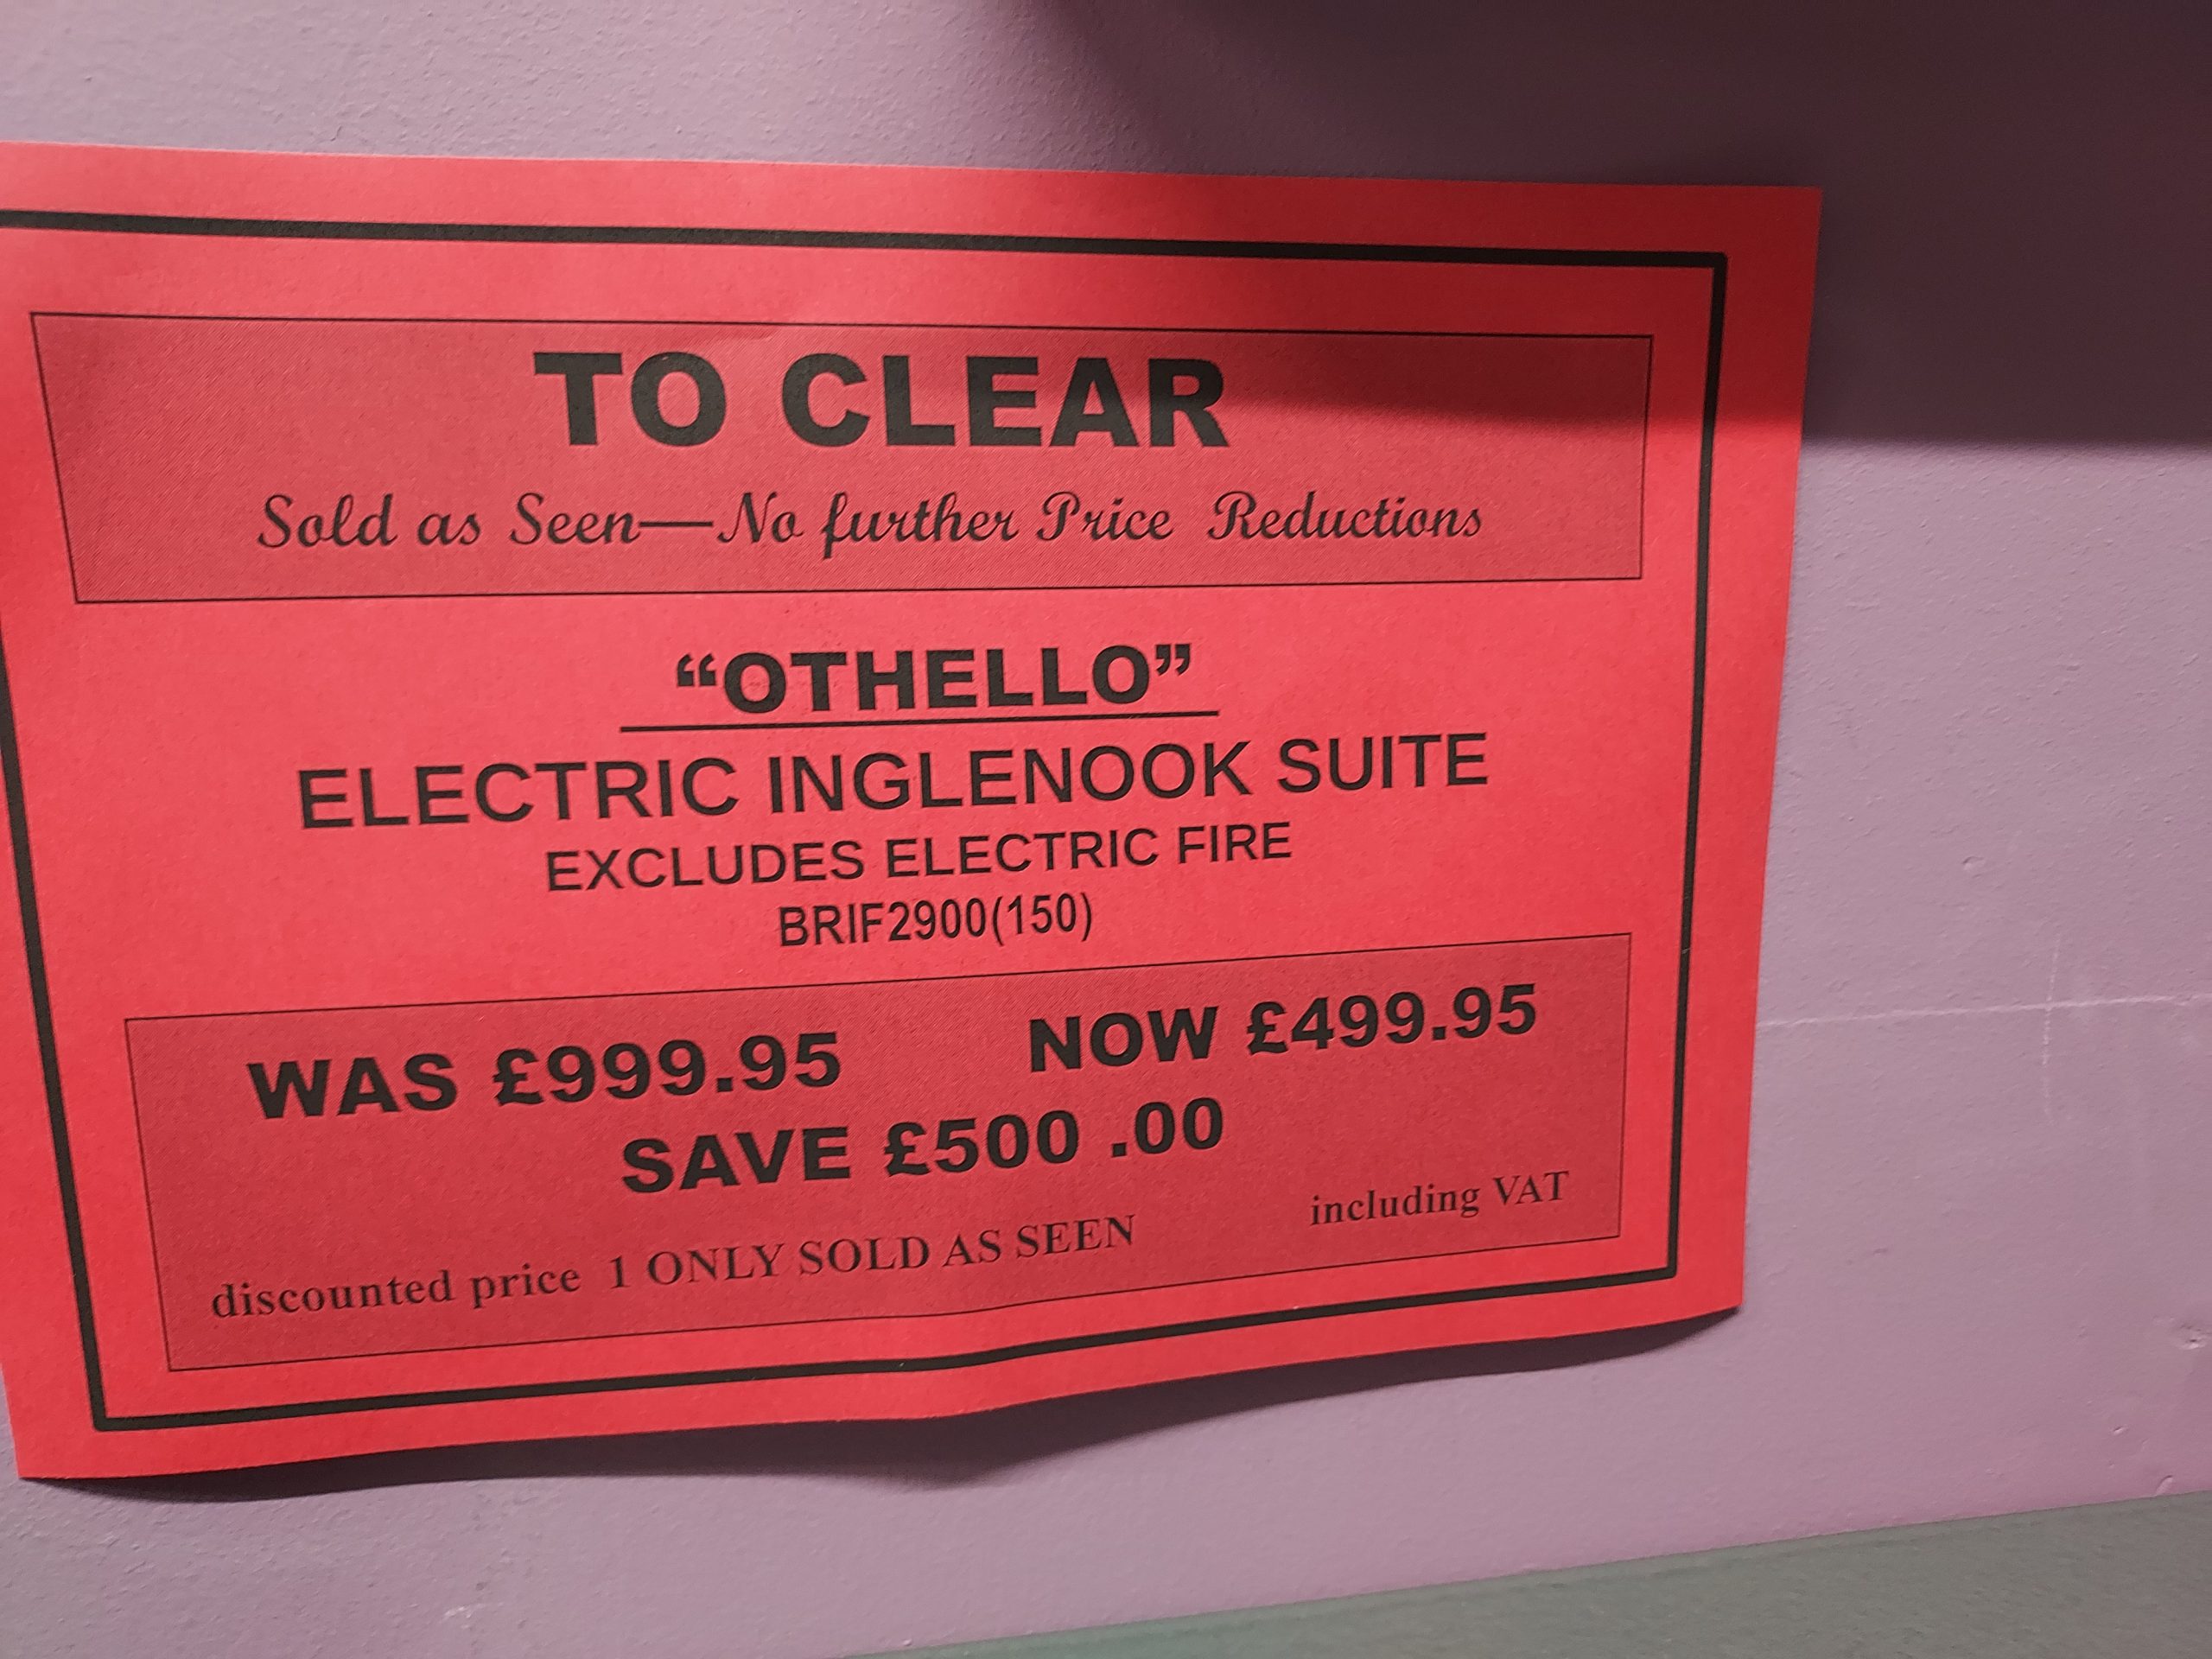 TO CLEAR
Sold as Seen—No further Price Reductions
“OTHELLO”
ELECTRIC INGLENOOK SUITE
EXCLUDES ELECTRIC FIRE
BRIF2900(150)
WAS £999.95 NOW £499.95
SAVE £500 .00
including VAT
discounted price 1 ONLY SOLD AS SEEN